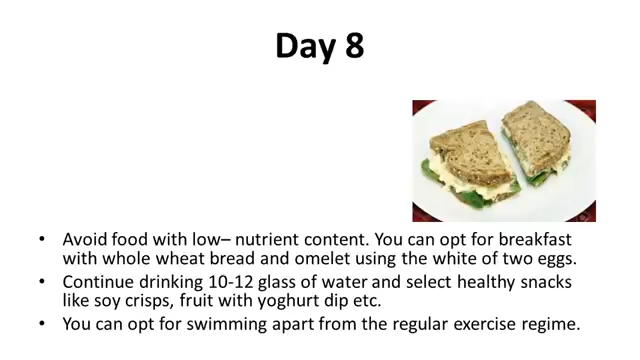 Day 8
• Avoid food with low– nutrient content. You can opt for breakfast
with whole wheat bread and omelet using the white of two eggs.
• Continue drinking 10-12 glass of water and select healthy snacks
like soy crisps, fruit with yoghurt dip etc.
• You can opt for swimming apart from the regular exercise regime.